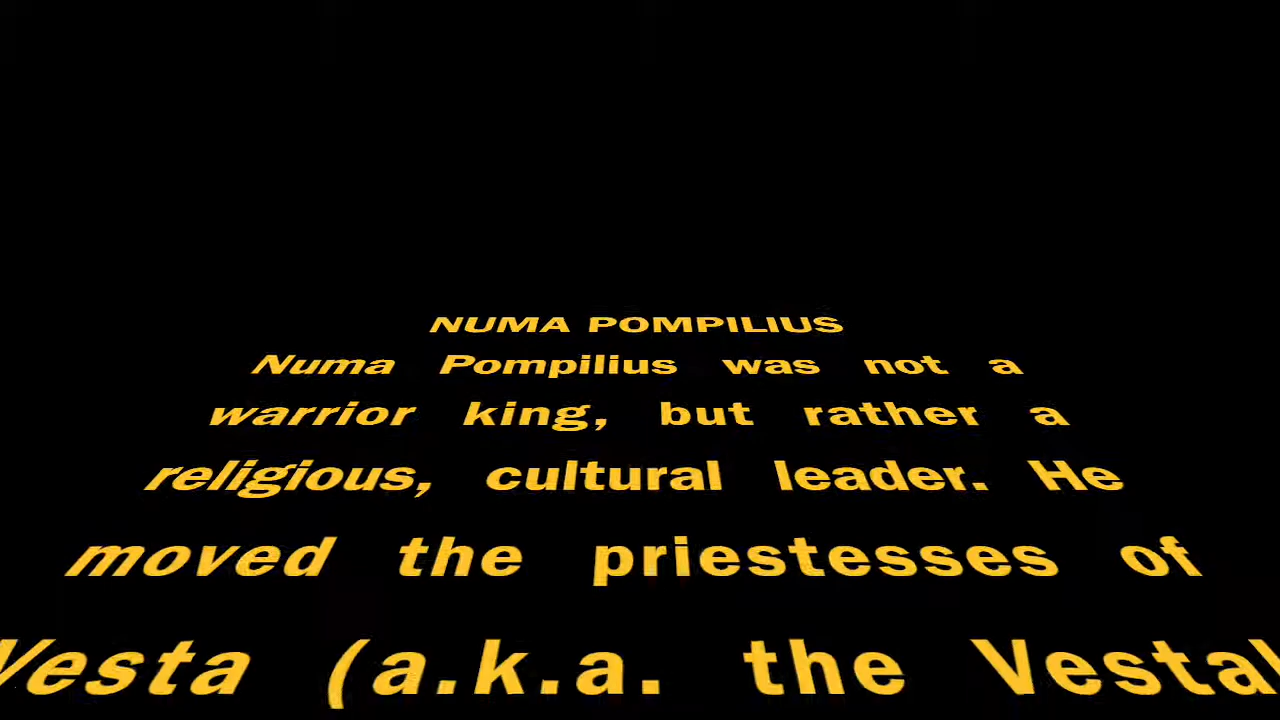 NUMA POMPILIUS
Numa Pompilius was not a
warrior king, but rather a
religious, cultural leader. He
moved the priestesses of
Vesta (a.k.a. the Vestal